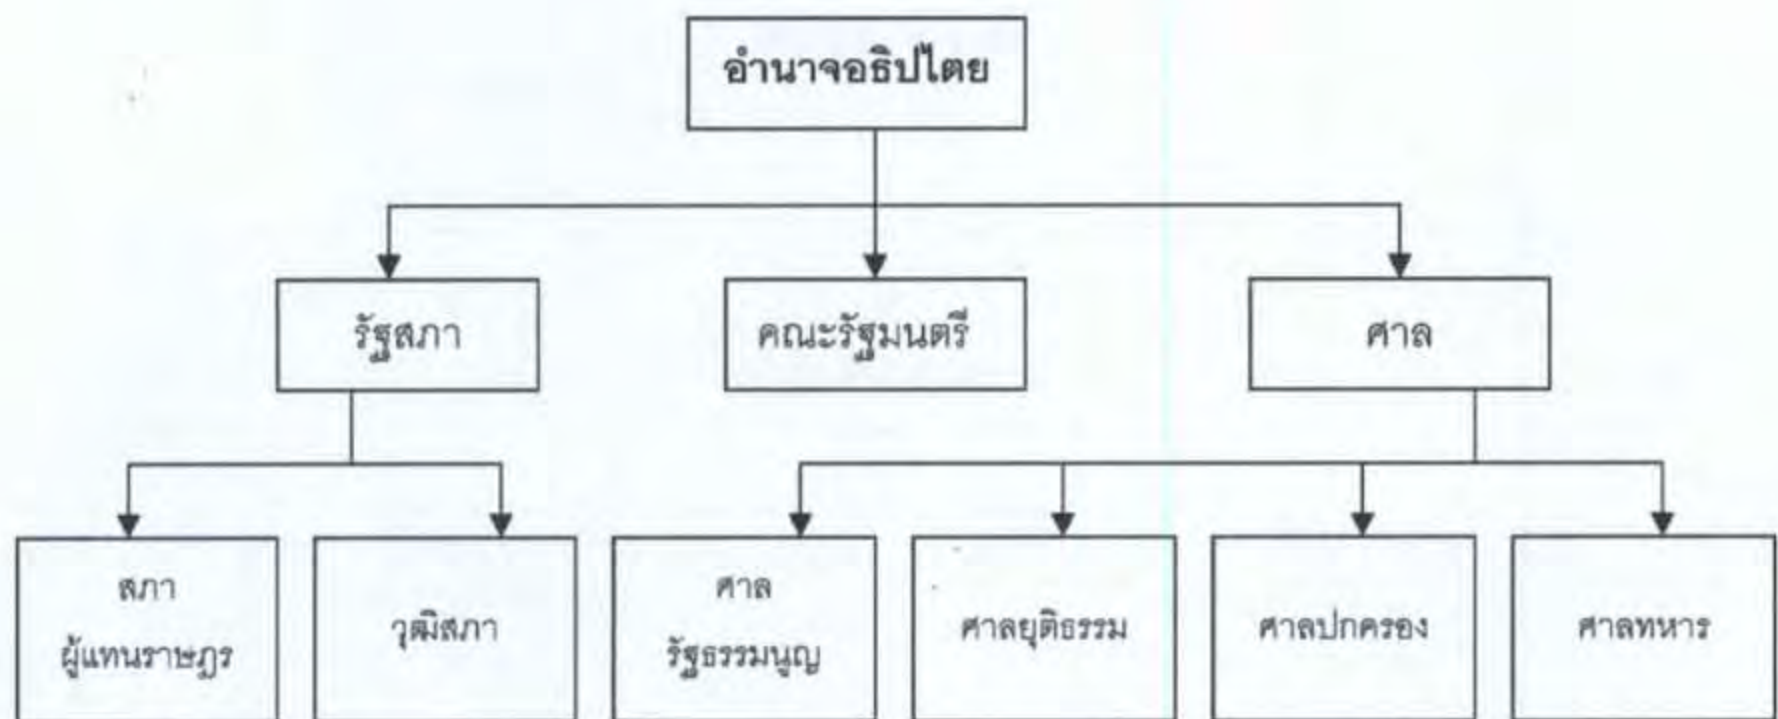 อำนาจอธิปไตย
รัฐสภา
คณะรัฐมนตรี
ศาล
สภา
ผู้แทนราษฎร
วุฒิสภา
ศาล
รัฐธรรมนูญ
ศาลยุติธรรม
ศาลปกครอง
ศาลทหาร